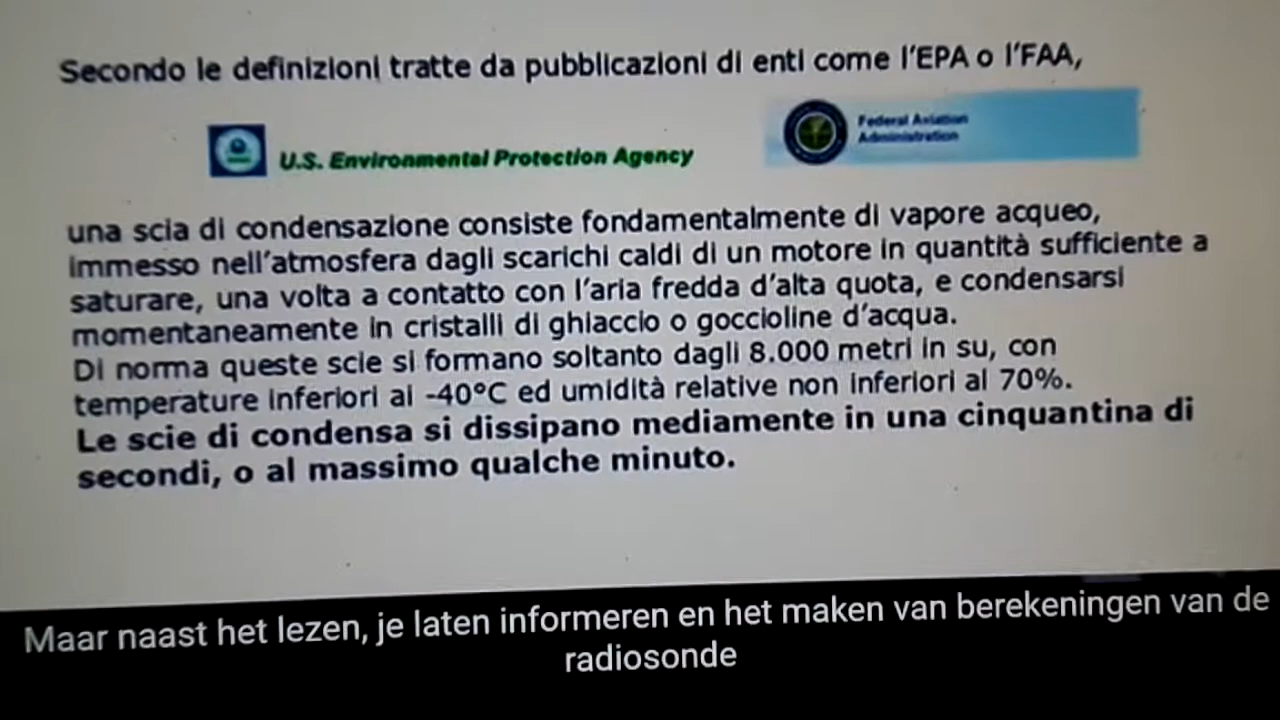 Secondo le definizioni tratte da pubblicazioni di enti come l'EPA o l'FAA,
U.S. Environmental Protection Agency
Federal Aviation
Administration
una scia di condensazione consiste fondamentalmente di vapore acqueo,
immesso nell'atmosfera dagli scarichi caldi di un motore in quantità sufficiente a
saturare, una volta a contatto con l'aria fredda d'alta quota, e condensarsi
momentaneamente in cristalli di ghiaccio o goccioline d'acqua.
Di norma queste scie si formano soltanto dagli 8.000 metri in su, con
temperature inferiori ai -40°C ed umidità relative non inferiori al 70%.
Le scie di condensa si dissipano mediamente in una cinquantina di
secondi, o al massimo qualche minuto.
Maar naast het lezen, je laten informeren en het maken van berekeningen van de
radiosonde